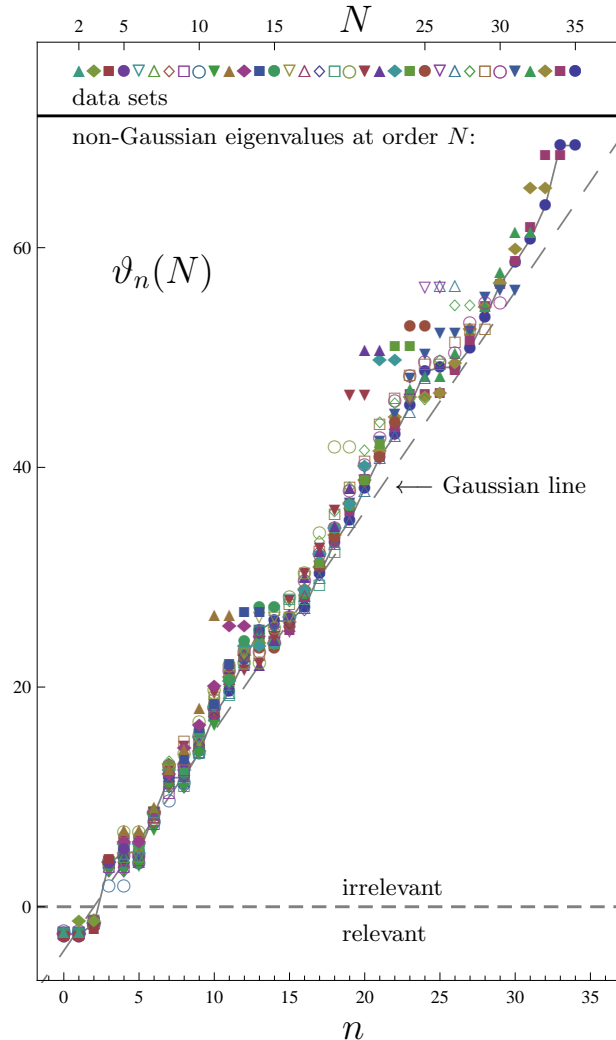 N
2 5 10 15 20 25 30 35
data sets
non-Gaussian eigenvalues at order N:
60
ϑn(N)
40
← Gaussian line
20
irrelevant
0
relevant
0 5 10 15 20 25 30 35
n